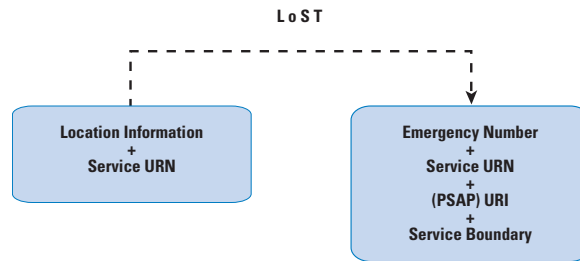 L o S T
Location Information
+
Service URN
Emergency Number
+
Service URN
+
(PSAP) URI
+
Service Boundary